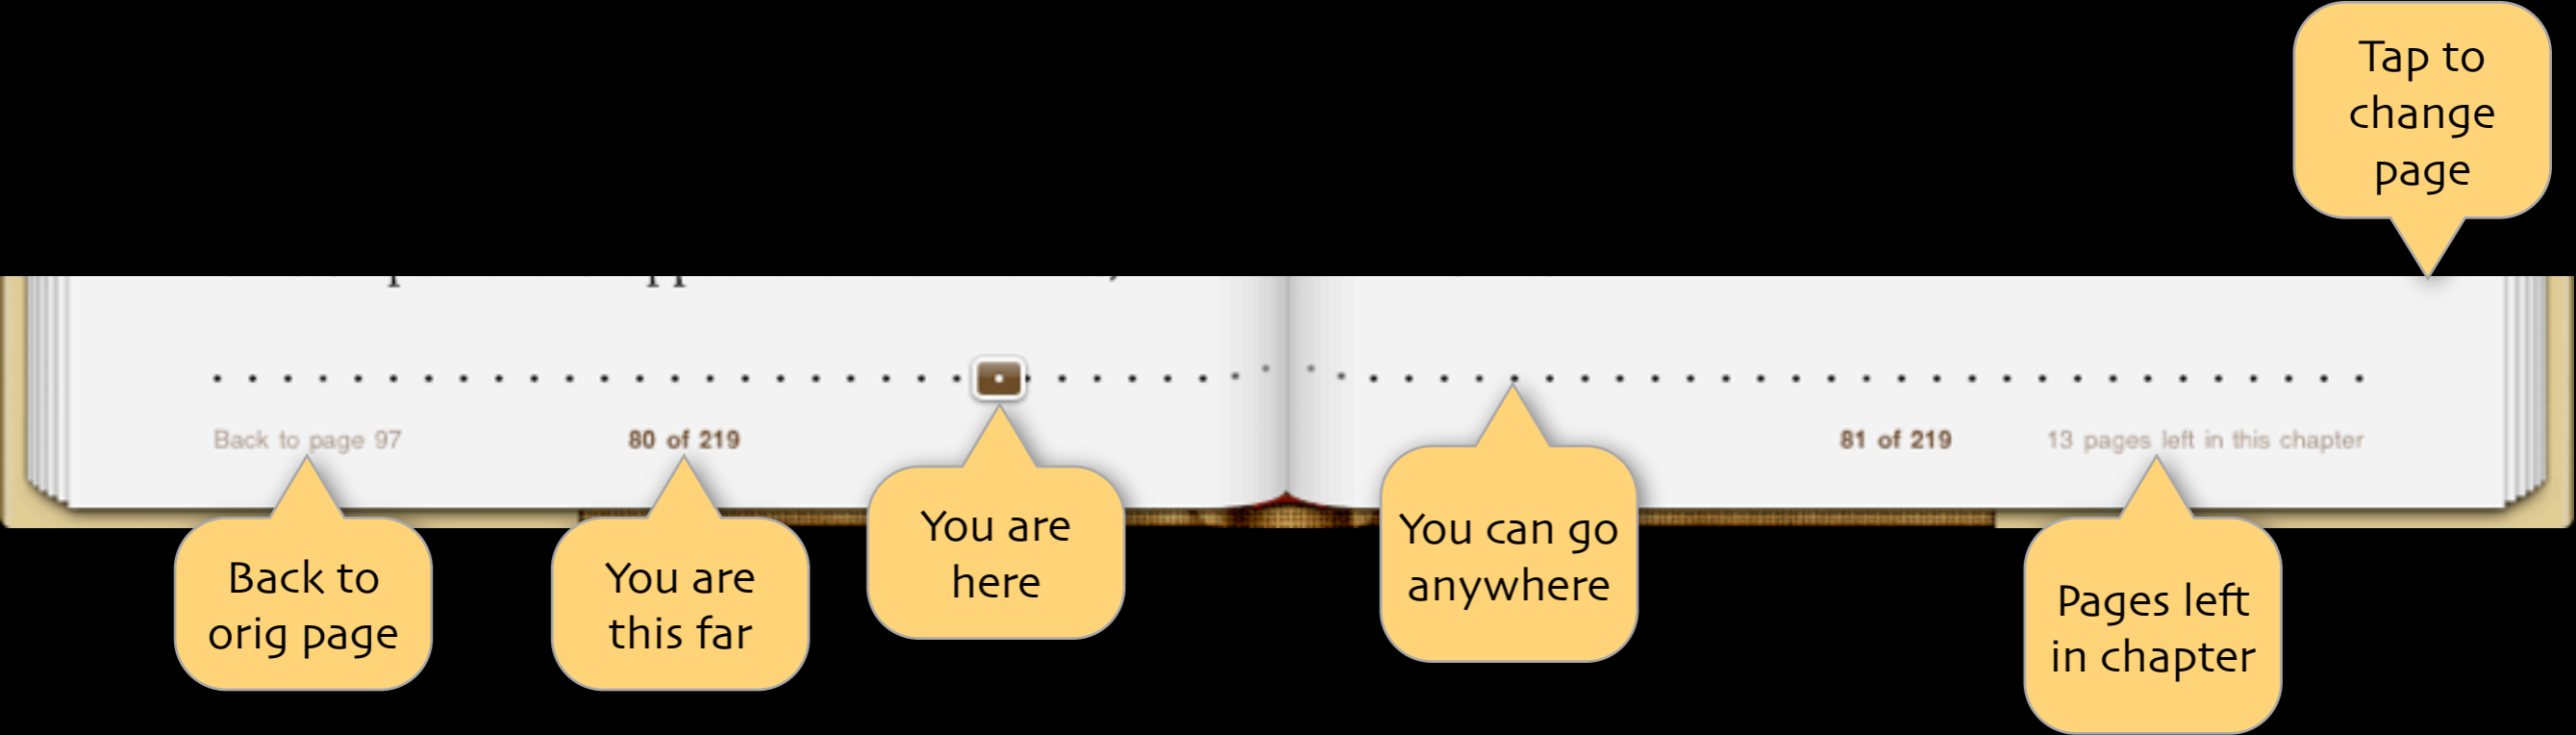 Tap to
change
page
Back to page 97
80 of 219
81 of 219
13 pages left in this chapter
Back to
orig page
You are
this far
You are
here
You can go
anywhere
Pages left
in chapter